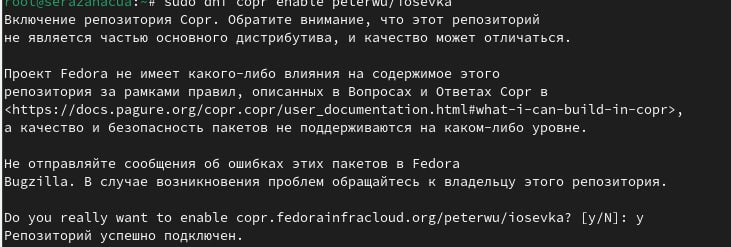 root@serazahacua:~# sudo dnf copr enable peterwu/iosevka
Включение репозитория Copr. Обратите внимание, что этот репозиторий
не является частью основного дистрибутива, и качество может отличаться.
Проект Fedora не имеет какого-либо влияния на содержимое этого
репозитория за рамками правил, описанных в Вопросах и Ответах Copr в
<https://docs.pagure.org/copr.copr/user_documentation.html#what-i-can-build-in-copr>,
а качество и безопасность пакетов не поддерживаются на каком-либо уровне.
Не отправляйте сообщения об ошибках этих пакетов в Fedora
Bugzilla. В случае возникновения проблем обращайтесь к владельцу этого репозитория.
Do you really want to enable copr.fedorainfracloud.org/peterwu/iosevka? [y/N]: y
Репозиторий успешно подключен.